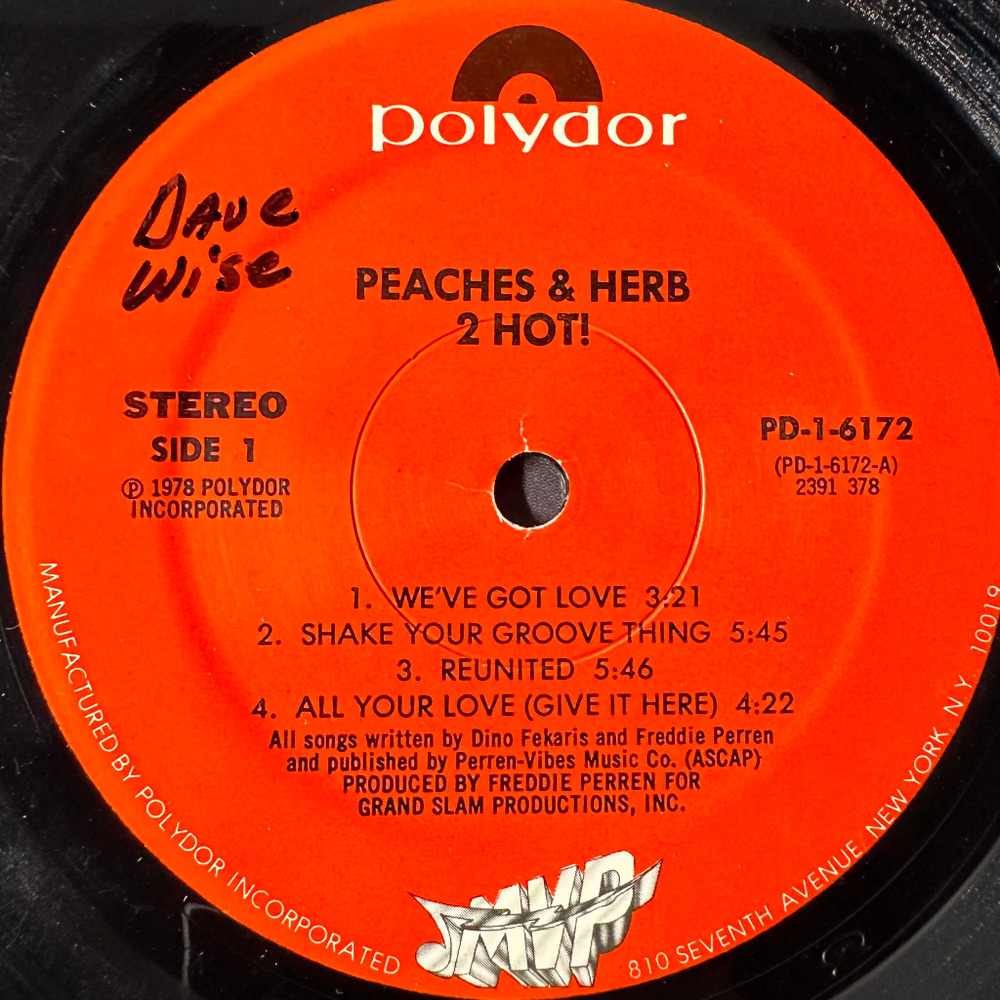 polydor
Dave
Wise
PEACHES & HERB
2 HOT!
STEREO
SIDE 1
℗ 1978 POLYDOR
INCORPORATED
PD-1-6172
(PD-1-6172-A)
2391 378
1. WE'VE GOT LOVE 3:21
2. SHAKE YOUR GROOVE THING 5:45
3. REUNITED 5:46
4. ALL YOUR LOVE (GIVE IT HERE) 4:22
All songs written by Dino Fekaris and Freddie Perren
and published by Perren-Vibes Music Co. (ASCAP)
PRODUCED BY FREDDIE PERREN FOR
GRAND SLAM PRODUCTIONS, INC.
MVP
MANUFACTURED BY POLYDOR INCORPORATED
810 SEVENTH AVENUE, NEW YORK, N.Y. 10019